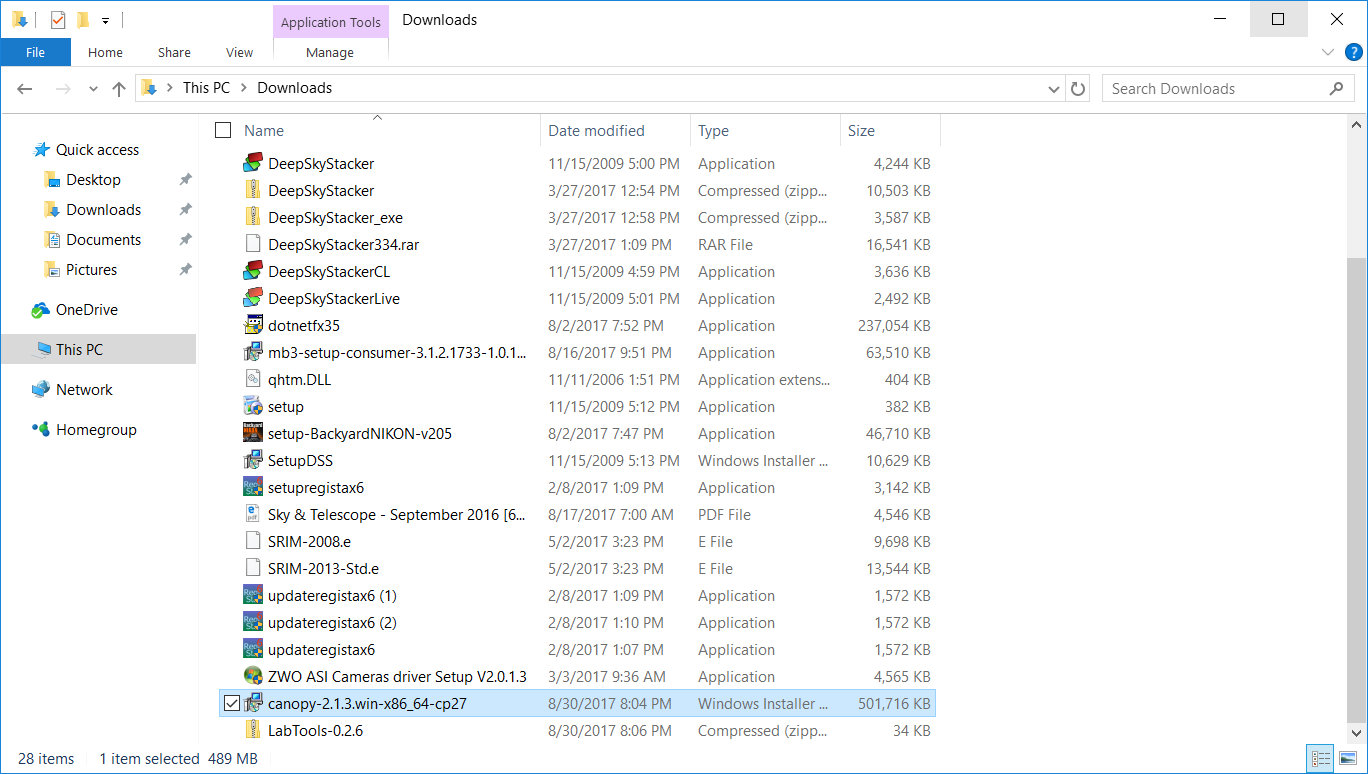 Application Tools Downloads
File Home Share View Manage
This PC Downloads Search Downloads
Name Date modified Type Size
Quick access
Desktop
Downloads
Documents
Pictures
OneDrive
This PC
Network
Homegroup
DeepSkyStacker 11/15/2009 5:00 PM Application 4,244 KB
DeepSkyStacker 3/27/2017 12:54 PM Compressed (zipp... 10,503 KB
DeepSkyStacker_exe 3/27/2017 12:58 PM Compressed (zipp... 3,587 KB
DeepSkyStacker334.rar 3/27/2017 1:09 PM RAR File 16,541 KB
DeepSkyStackerCL 11/15/2009 4:59 PM Application 3,636 KB
DeepSkyStackerLive 11/15/2009 5:01 PM Application 2,492 KB
dotnetfx35 8/2/2017 7:52 PM Application 237,054 KB
mb3-setup-consumer-3.1.2.1733-1.0.1... 8/16/2017 9:51 PM Application 63,510 KB
qhtm.DLL 11/11/2006 1:51 PM Application extens... 404 KB
setup 11/15/2009 5:12 PM Application 382 KB
setup-BackyardNIKON-v205 8/2/2017 7:47 PM Application 46,710 KB
SetupDSS 11/15/2009 5:13 PM Windows Installer ... 10,629 KB
setupregistax6 2/8/2017 1:09 PM Application 3,142 KB
Sky & Telescope - September 2016 [6... 8/17/2017 7:00 AM PDF File 4,546 KB
SRIM-2008.e 5/2/2017 3:23 PM E File 9,698 KB
SRIM-2013-Std.e 5/2/2017 3:23 PM E File 13,544 KB
updateregistax6 (1) 2/8/2017 1:09 PM Application 1,572 KB
updateregistax6 (2) 2/8/2017 1:10 PM Application 1,572 KB
updateregistax6 2/8/2017 1:07 PM Application 1,572 KB
ZWO ASI Cameras driver Setup V2.0.1.3 3/3/2017 9:36 AM Application 4,565 KB
canopy-2.1.3.win-x86_64-cp27 8/30/2017 8:04 PM Windows Installer ... 501,716 KB
LabTools-0.2.6 8/30/2017 8:06 PM Compressed (zipp... 34 KB
28 items 1 item selected 489 MB